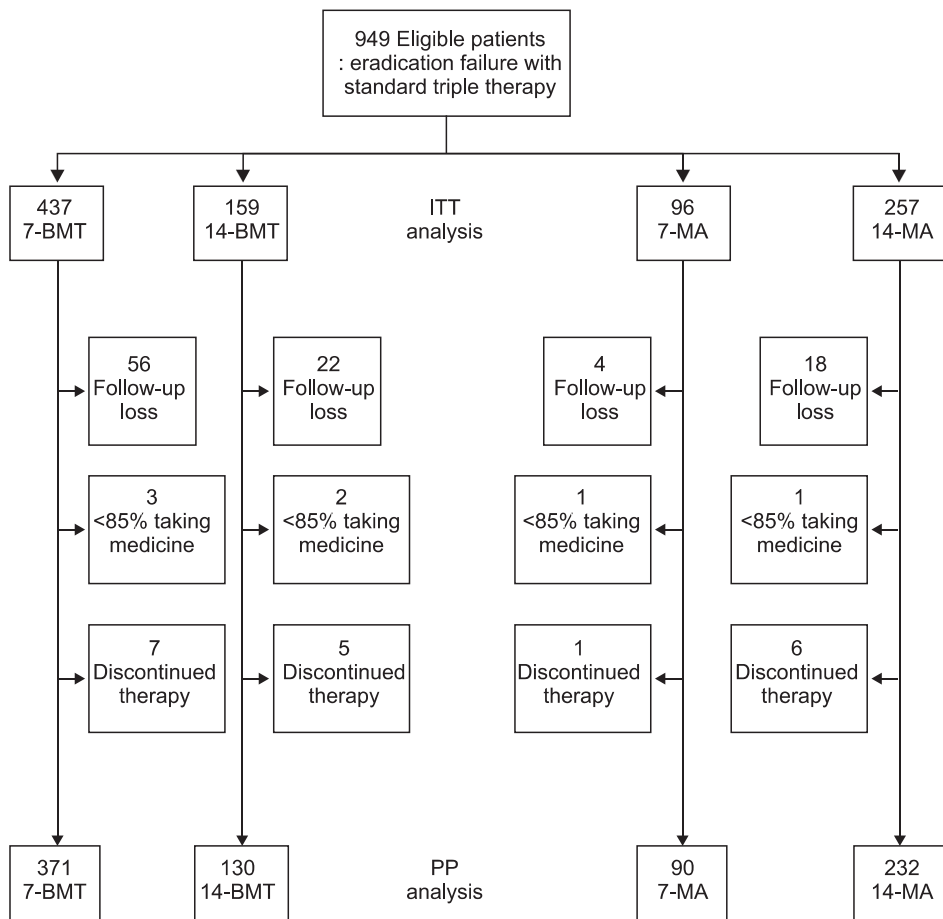 949 Eligible patients
: eradication failure with
standard triple therapy
437
7-BMT
159
14-BMT
ITT
analysis
96
7-MA
257
14-MA
56
Follow-up
loss
22
Follow-up
loss
4
Follow-up
loss
18
Follow-up
loss
3
<85% taking
medicine
2
<85% taking
medicine
1
<85% taking
medicine
1
<85% taking
medicine
7
Discontinued
therapy
5
Discontinued
therapy
1
Discontinued
therapy
6
Discontinued
therapy
371
7-BMT
130
14-BMT
PP
analysis
90
7-MA
232
14-MA